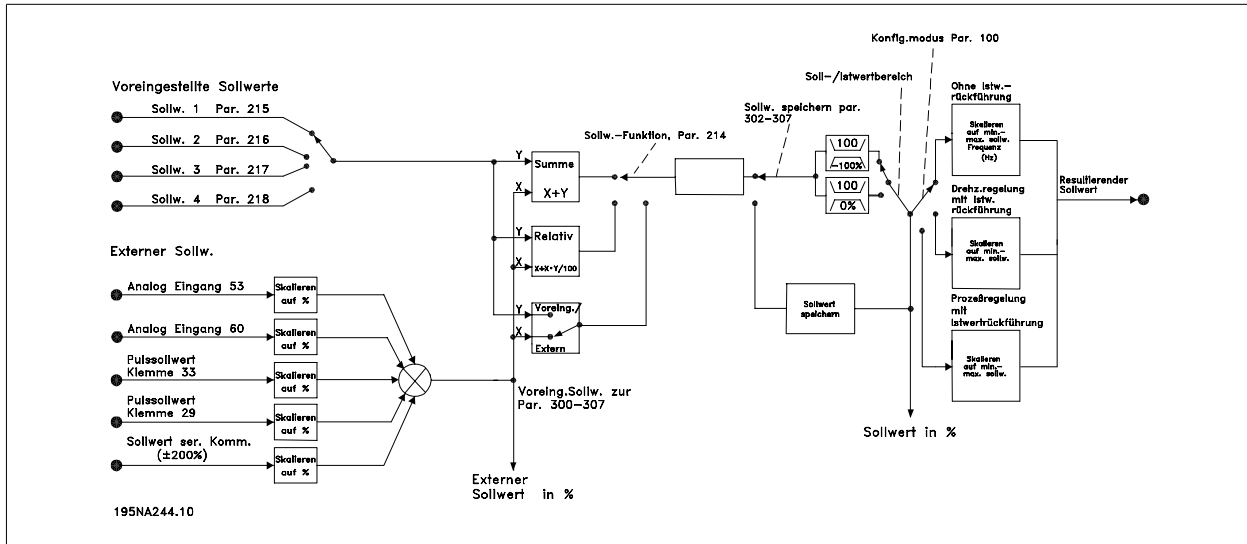 Konfig.modus Par. 100
Voreingestellte Sollwerte
Soll-/Istwertbereich
Ohne Istw.-
rückführung
Sollw. 1 Par. 215
Sollw. speichern par.
302-307
Skalieren
auf min.-
max. sollw.
Frequenz
(Hz)
Sollw. 2 Par. 216
Sollw.-Funktion, Par. 214
Sollw. 3 Par. 217
Sollw. 4 Par. 218
Y
Summe
X
X+Y
100
-100%
100
0%
Drehz.regelung
mit Istw.
rückführung
Resultierender
Sollwert
Skalieren
auf min.-
max. sollw.
Externer Sollw.
Y
Relativ
X
X+X·Y/100
Analog Eingang 53
Skalieren
auf %
Analog Eingang 60
Skalieren
auf %
Y
Voreing./
X
Extern
Sollwert
speichern
Prozeßregelung
mit
Istwertrückführung
Skalieren
auf min.-
max. sollw.
Pulssollwert
Klemme 33
Skalieren
auf %
Pulssollwert
Klemme 29
Skalieren
auf %
Voreing.Sollw. zur
Par. 300-307
Sollwert ser. Komm.
(±200%)
Skalieren
auf %
Sollwert in %
Externer
Sollwert in %
195NA244.10